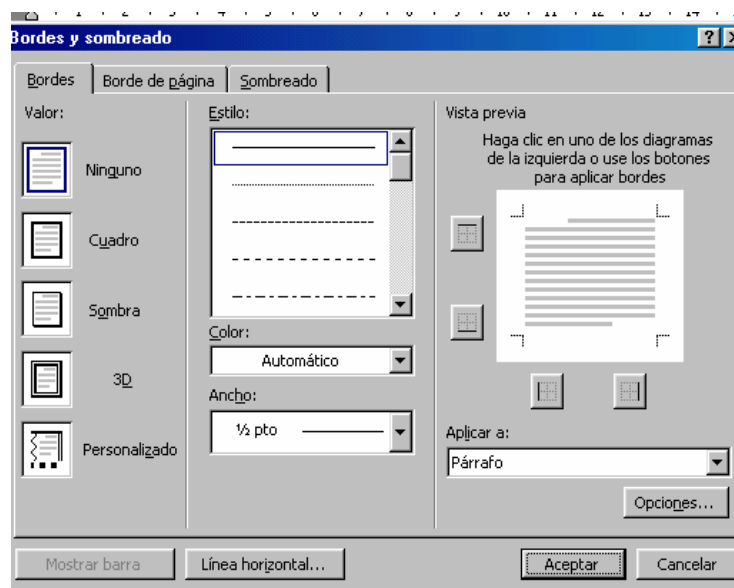 Bordes y sombreado
Bordes
Borde de página
Sombreado
Valor:
Ninguno
Cuadro
Sombra
3D
Personalizado
Estilo:
Color:
Automático
Ancho:
½ pto
Vista previa
Haga clic en uno de los diagramas
de la izquierda o use los botones
para aplicar bordes
Aplicar a:
Párrafo
Opciones...
Mostrar barra
Línea horizontal...
Aceptar
Cancelar